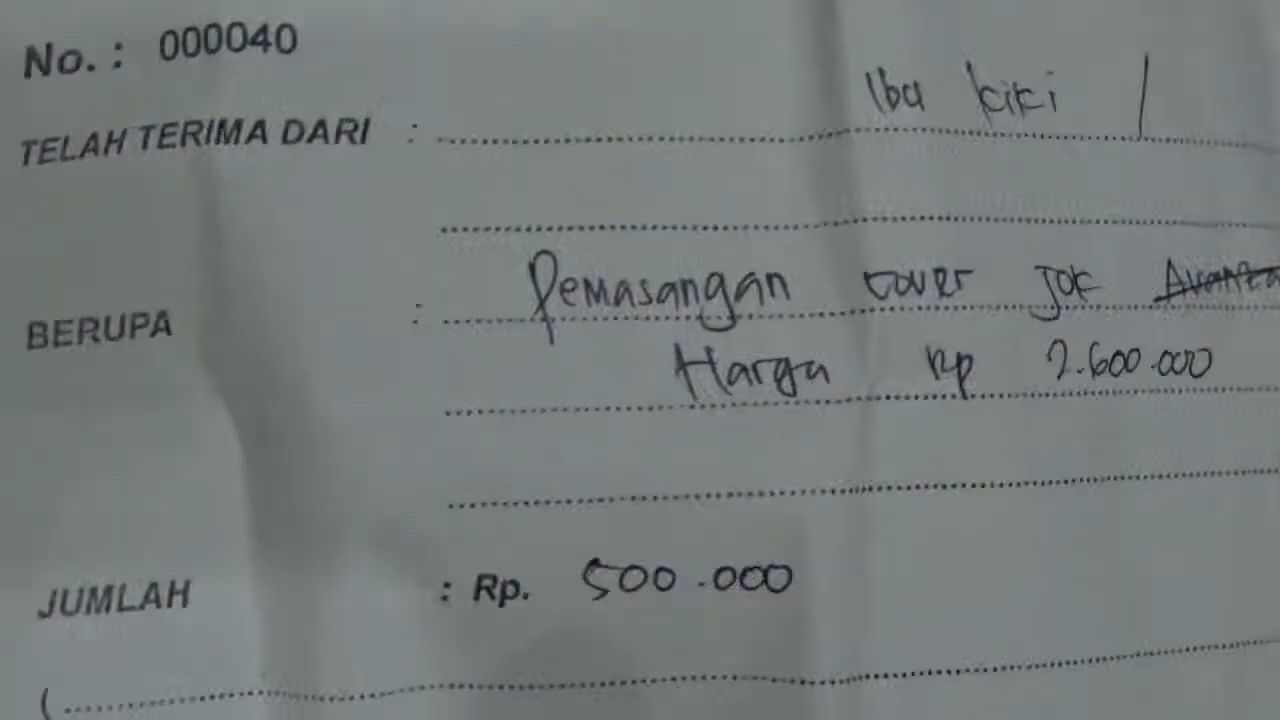 No. : 000040
TELAH TERIMA DARI : Ibu kiki /
BERUPA : Pemasangan cover Jok Avanza
Harga Rp 2.600.000
JUMLAH : Rp. 500.000
(